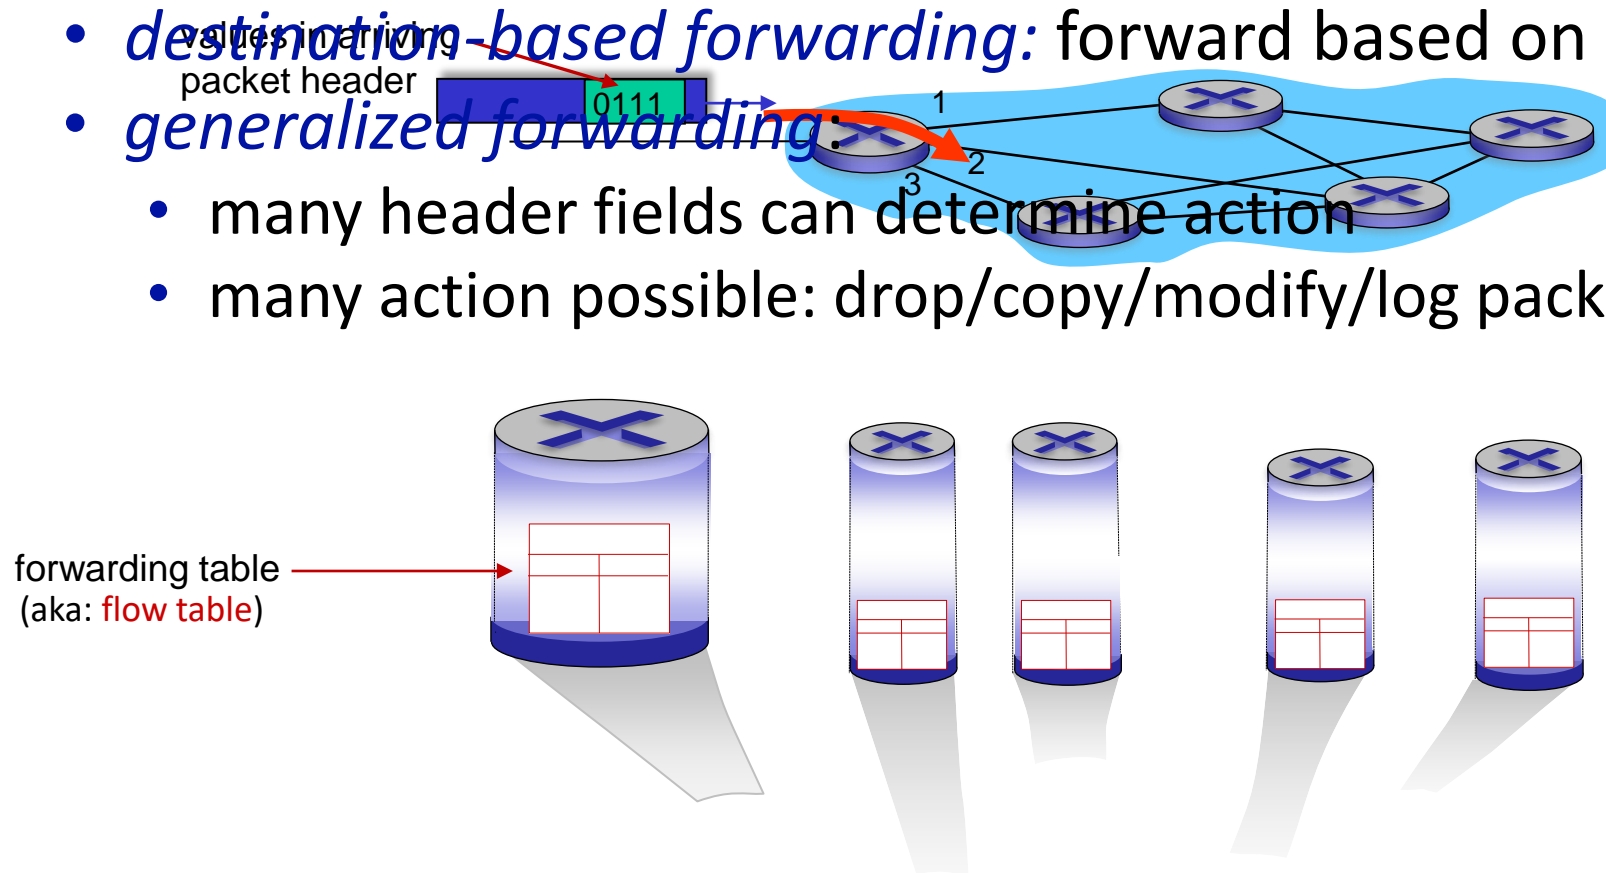 • destination-based forwarding: forward based on
values in arriving
packet header
0111
• generalized forwarding:
1
2
3
• many header fields can determine action
• many action possible: drop/copy/modify/log pack
forwarding table
(aka: flow table)